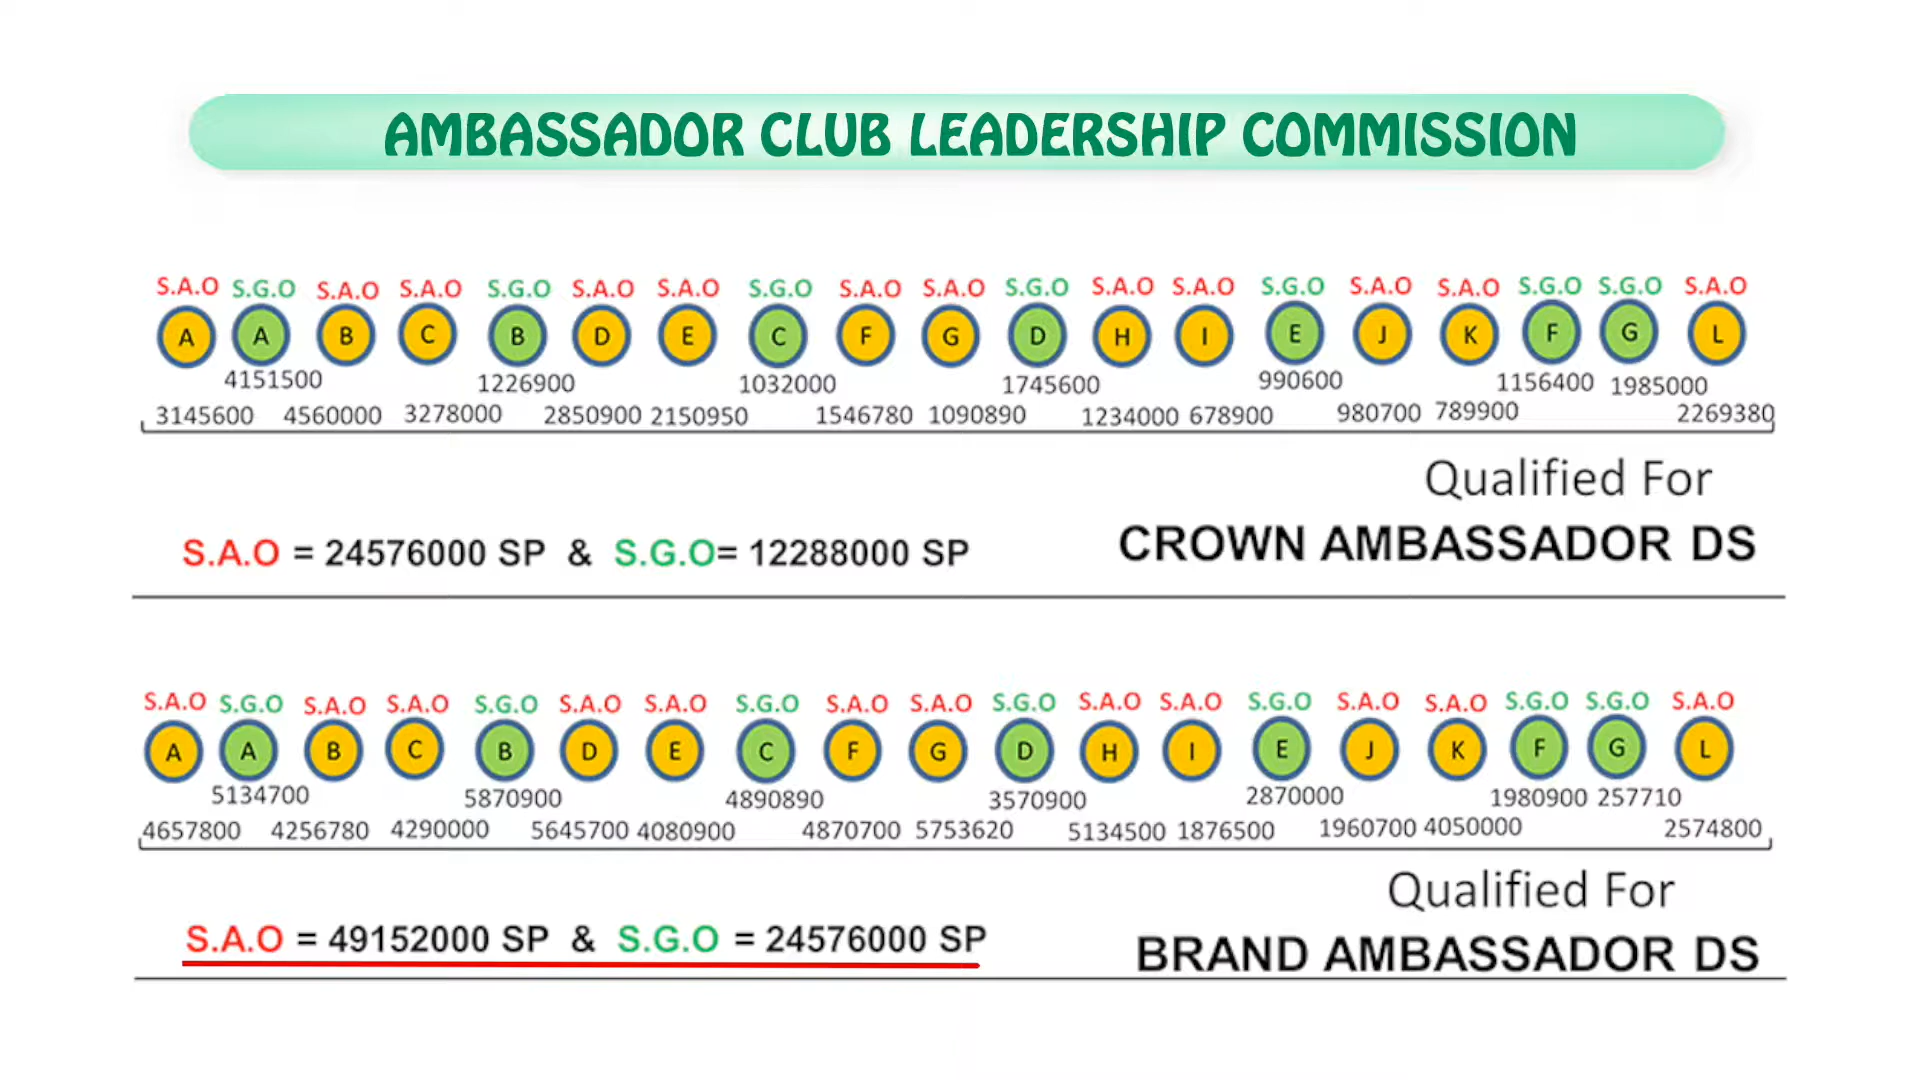 AMBASSADOR CLUB LEADERSHIP COMMISSION
S.A.O S.G.O S.A.O S.A.O S.G.O S.A.O S.A.O S.G.O S.A.O S.A.O S.G.O S.A.O S.A.O S.G.O S.A.O S.A.O S.G.O S.G.O S.A.O
A A B C B D E C F G D H I E J K F G L
4151500 1226900 1032000 1745600 990600 1156400 1985000
3145600 4560000 3278000 2850900 2150950 1546780 1090890 1234000 678900 980700 789900 2269380
Qualified For
S.A.O = 24576000 SP & S.G.O= 12288000 SP
CROWN AMBASSADOR DS
S.A.O S.G.O S.A.O S.A.O S.G.O S.A.O S.A.O S.G.O S.A.O S.A.O S.G.O S.A.O S.A.O S.G.O S.A.O S.A.O S.G.O S.G.O S.A.O
A A B C B D E C F G D H I E J K F G L
5134700 5870900 4890890 3570900 2870000 1980900 257710
4657800 4256780 4290000 5645700 4080900 4870700 5753620 5134500 1876500 1960700 4050000 2574800
Qualified For
S.A.O = 49152000 SP & S.G.O = 24576000 SP
BRAND AMBASSADOR DS